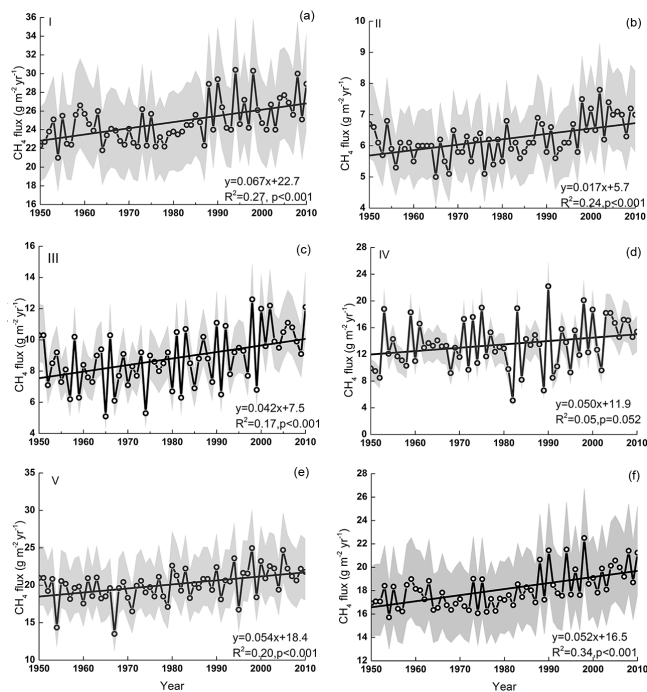 I
(a)
CH₄ flux (g m⁻² yr⁻¹)
36
34
32
30
28
26
24
22
20
18
16
y=0.067x+22.7
R²=0.27, p<0.001
1950 1960 1970 1980 1990 2000 2010
II
(b)
CH₄ flux (g m⁻² yr⁻¹)
10
9
8
7
6
5
4
y=0.017x+5.7
R²=0.24,p<0.001
1950 1960 1970 1980 1990 2000 2010
III
(c)
CH₄ flux (g m⁻² yr⁻¹)
16
14
12
10
8
6
4
y=0.042x+7.5
R²=0.17,p<0.001
1950 1960 1970 1980 1990 2000 2010
IV
(d)
CH₄ flux (g m⁻² yr⁻¹)
28
24
20
16
12
8
4
0
y=0.050x+11.9
R²=0.05,p=0.052
1950 1960 1970 1980 1990 2000 2010
V
(e)
CH₄ flux (g m⁻² yr⁻¹)
35
30
25
20
15
10
y=0.054x+18.4
R²=0.20,p<0.001
1950 1960 1970 1980 1990 2000 2010
Year
(f)
CH₄ flux (g m⁻² yr⁻¹)
28
26
24
22
20
18
16
14
12
y=0.052x+16.5
R²=0.34,p<0.001
1950 1960 1970 1980 1990 2000 2010
Year